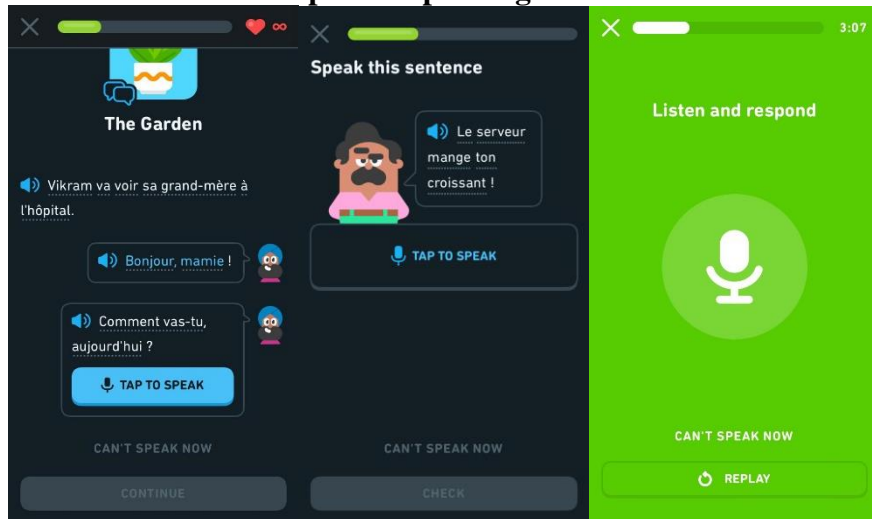 ∞
The Garden
Vikram va voir sa grand-mère à
l'hôpital.
Bonjour, mamie !
Comment vas-tu,
aujourd'hui ?
TAP TO SPEAK
CAN'T SPEAK NOW
CONTINUE
Speak this sentence
Le serveur
mange ton
croissant !
TAP TO SPEAK
CAN'T SPEAK NOW
CHECK
3:07
Listen and respond
CAN'T SPEAK NOW
REPLAY